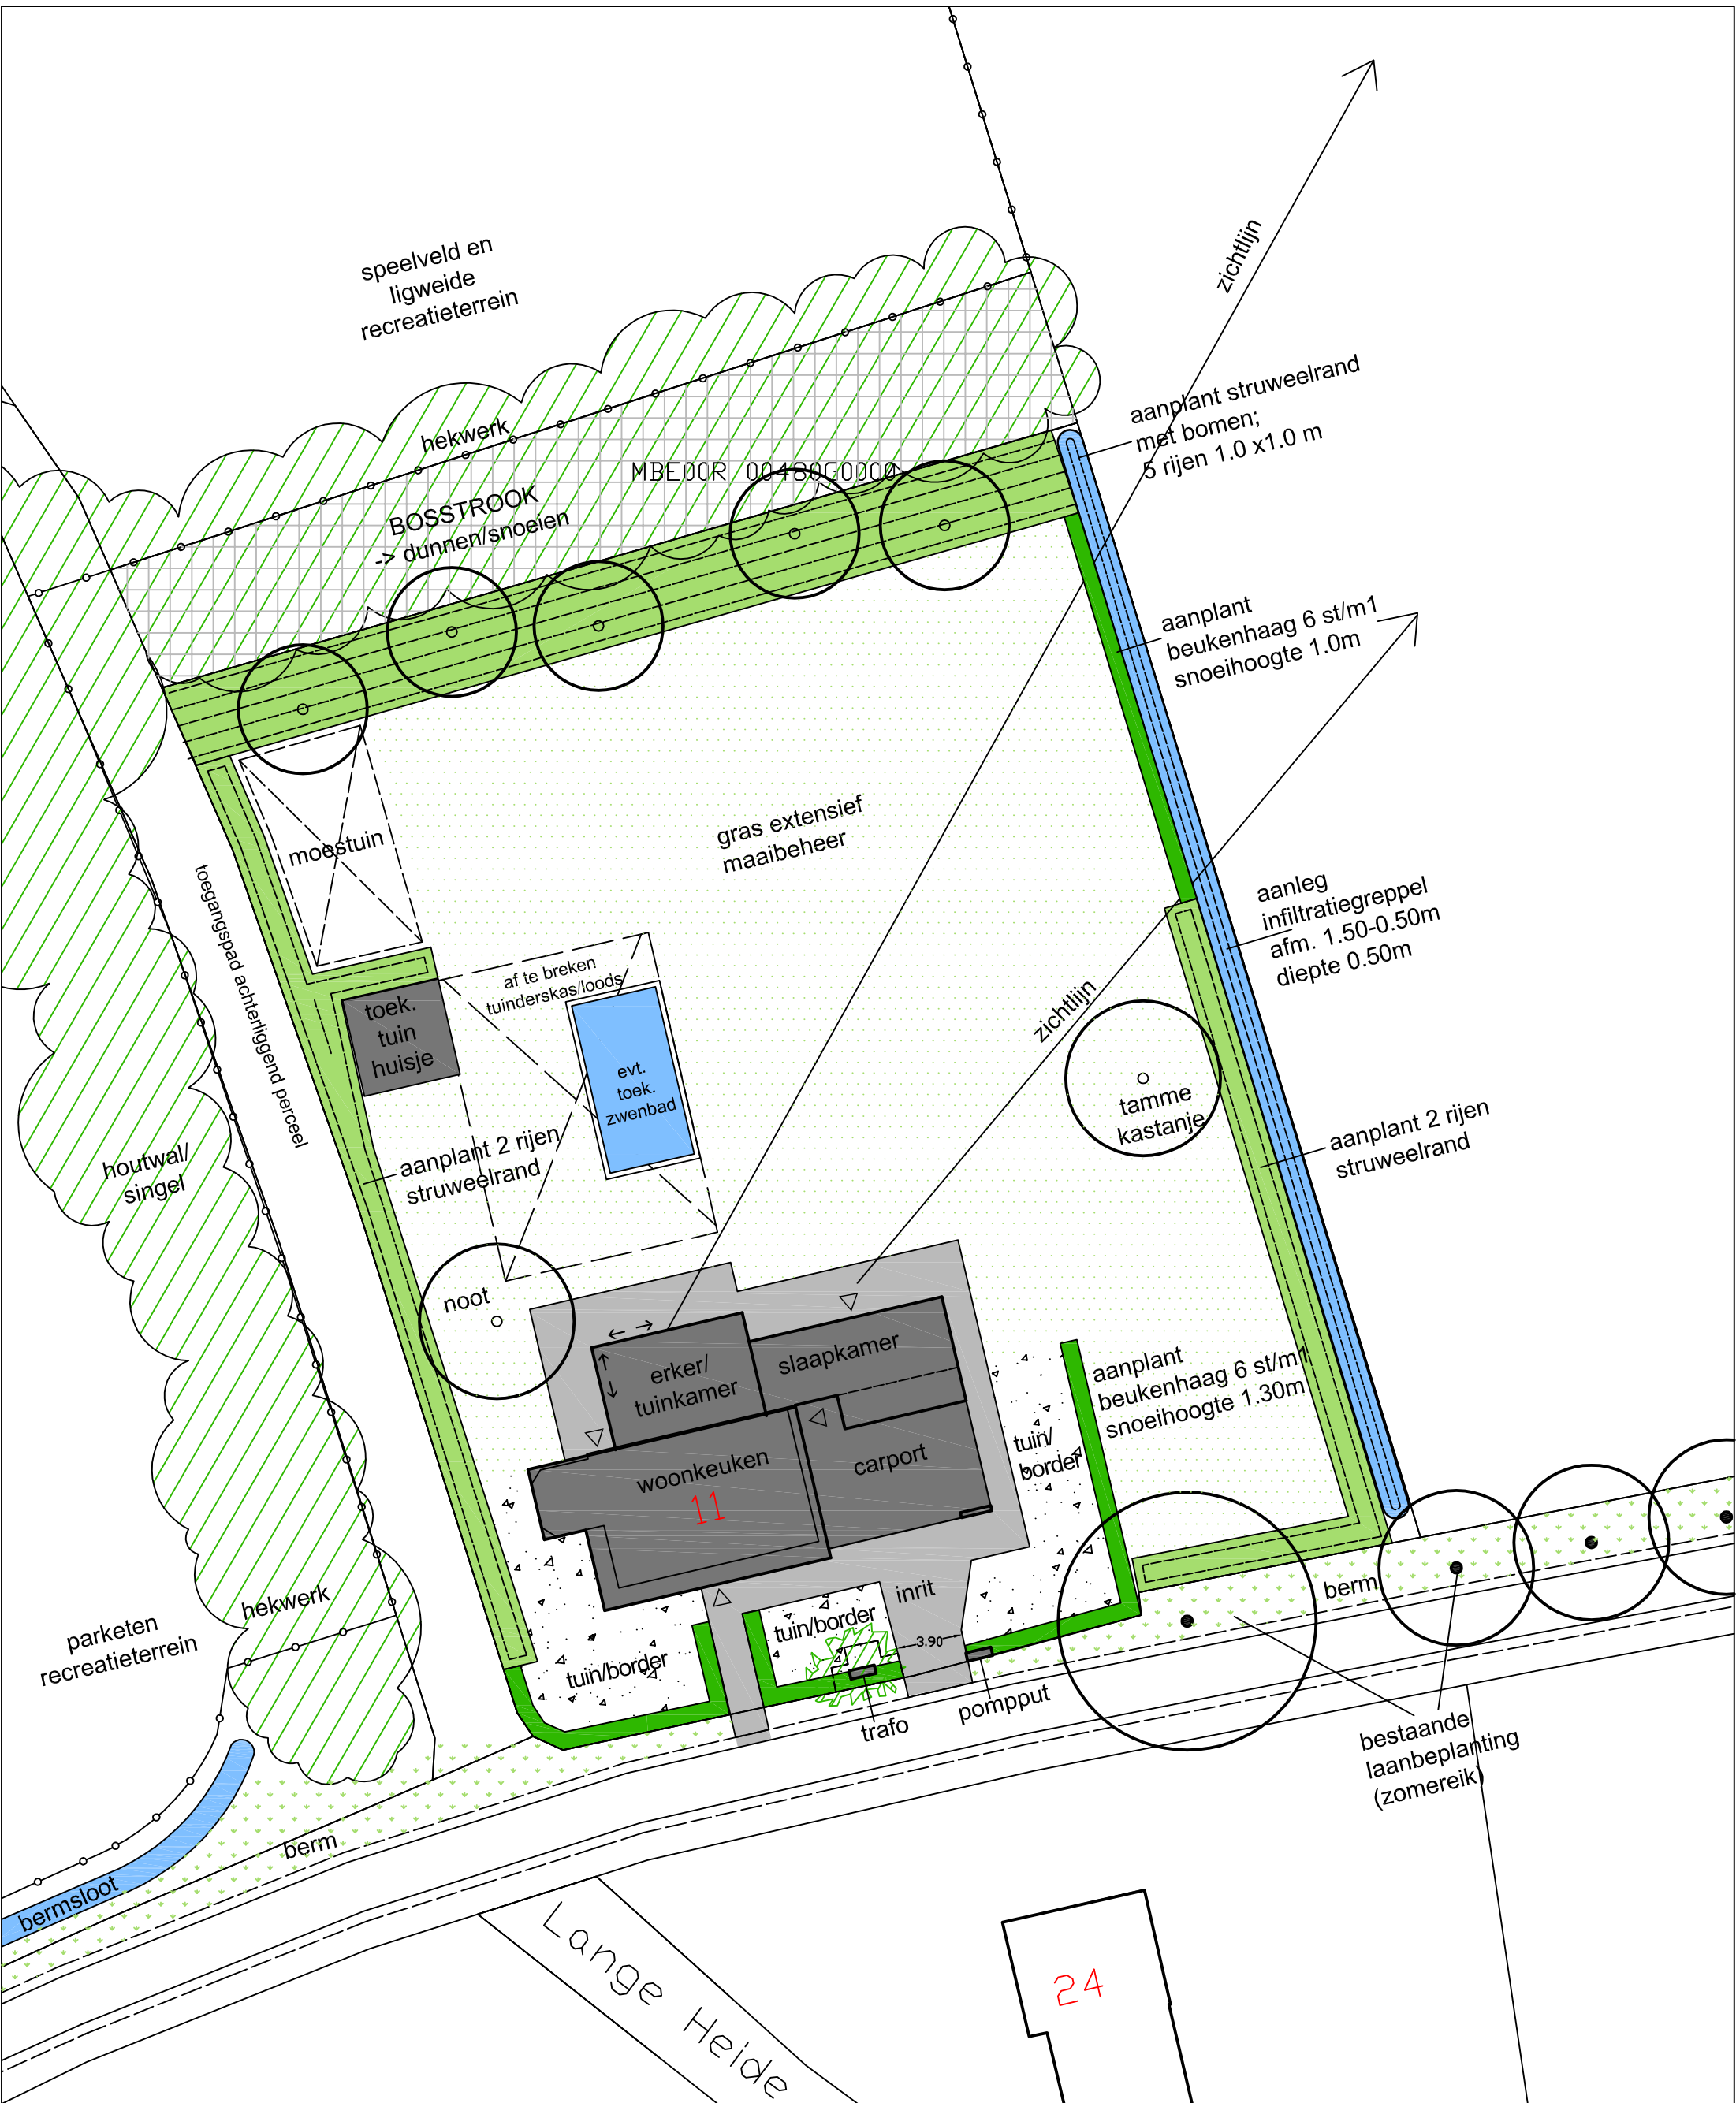 speelveld en
ligweide
recreatieterrein
zichtlijn
hekwerk
MBE00R 00430G0000
BOSSTROOK
-> dunnen/snoeien
aanplant struweelrand
met bomen;
5 rijen 1.0 x1.0 m
aanplant
beukenhaag 6 st/m1
snoeihoogte 1.0m
moestuin
gras extensief
maaibeheer
toegangspad achterliggend perceel
aanleg
infiltratiegreppel
afm. 1.50-0.50m
diepte 0.50m
af te breken
tuinderskas/loods
toek.
tuin
huisje
evt.
toek.
zwenbad
zichtlijn
tamme
kastanje
houtwal/
singel
aanplant 2 rijen
struweelrand
aanplant 2 rijen
struweelrand
noot
erker/
tuinkamer
slaapkamer
aanplant
beukenhaag 6 st/m1
snoeihoogte 1.30m
woonkeuken
11
carport
tuin/
border
hekwerk
parketen
recreatieterrein
inrit
berm
tuin/border
3.90
tuin/border
trafo
pompput
bestaande
laanbeplanting
(zomereik)
berm
bermsloot
Lange Heide
24